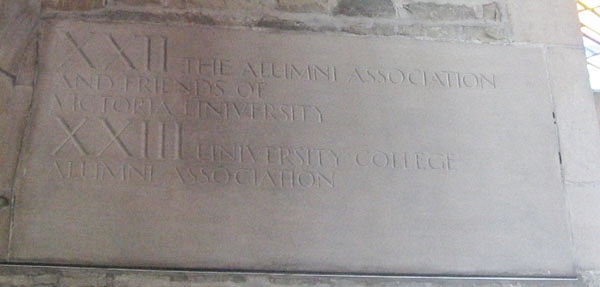 XXII THE ALUMNI ASSOCIATION
AND FRIENDS OF
VICTORIA UNIVERSITY
XXIII UNIVERSITY COLLEGE
ALUMNI ASSOCIATION